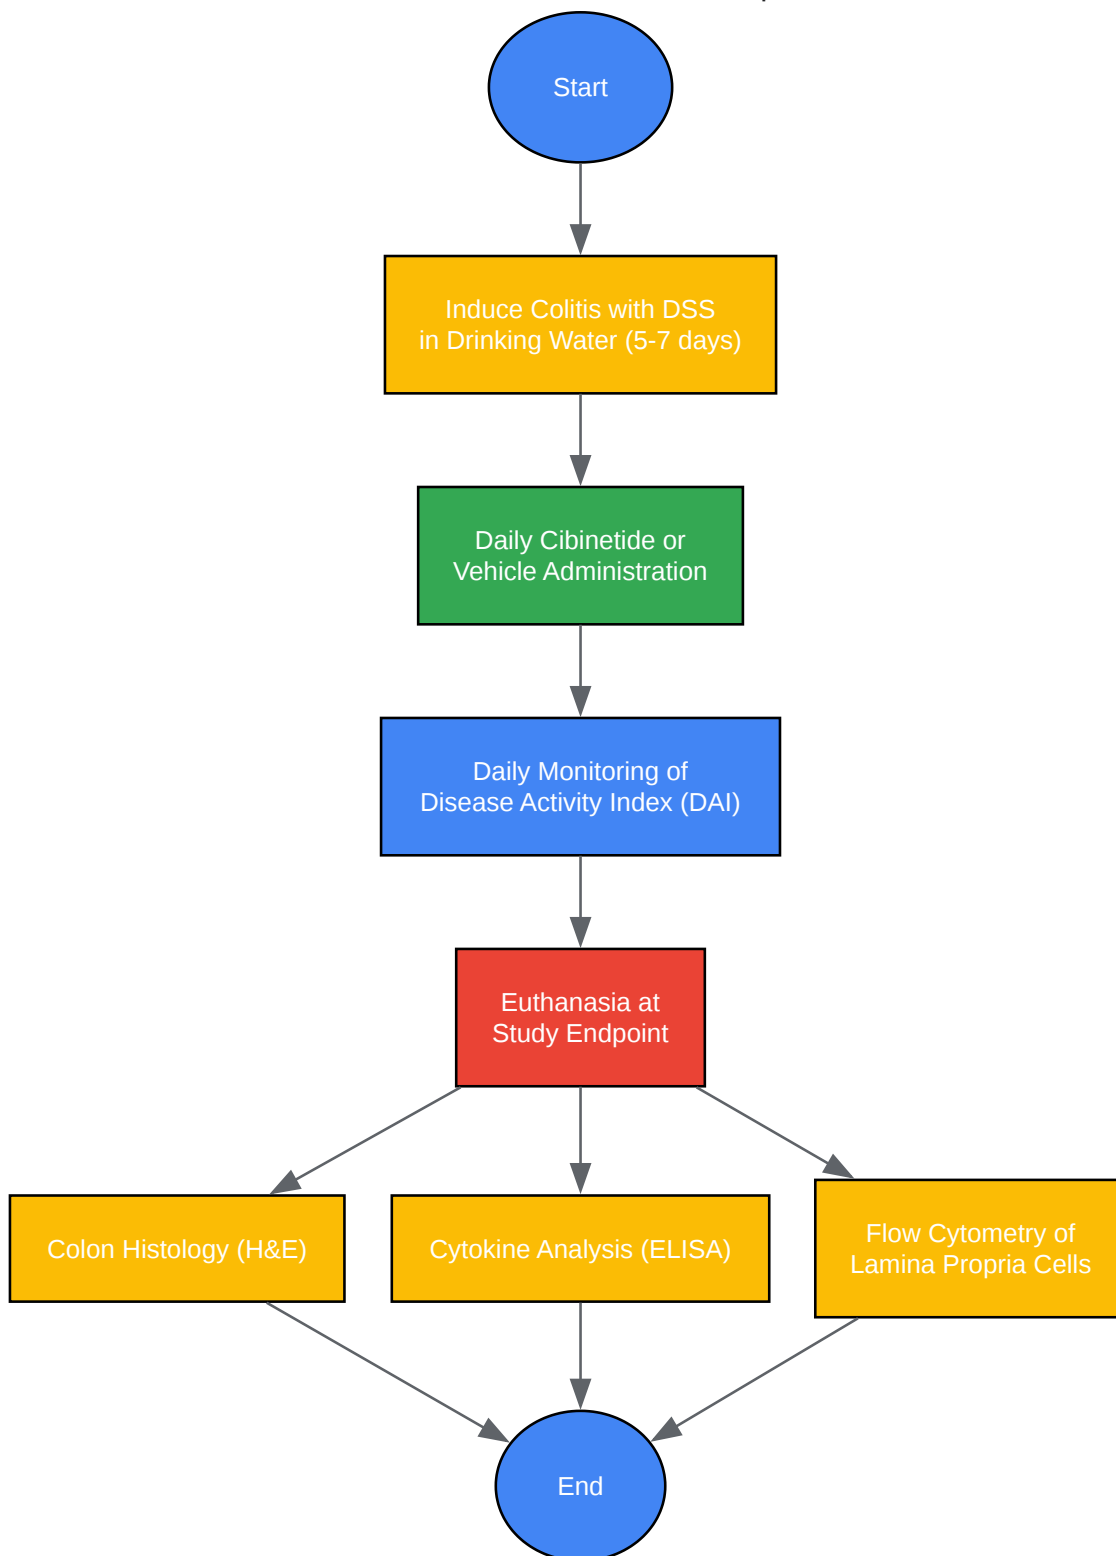 Start
Induce Colitis with DSS
in Drinking Water (5-7 days)
Daily Cibinetide or
Vehicle Administration
Daily Monitoring of
Disease Activity Index (DAI)
Euthanasia at
Study Endpoint
Colon Histology (H&E)
Cytokine Analysis (ELISA)
Flow Cytometry of
Lamina Propria Cells
End